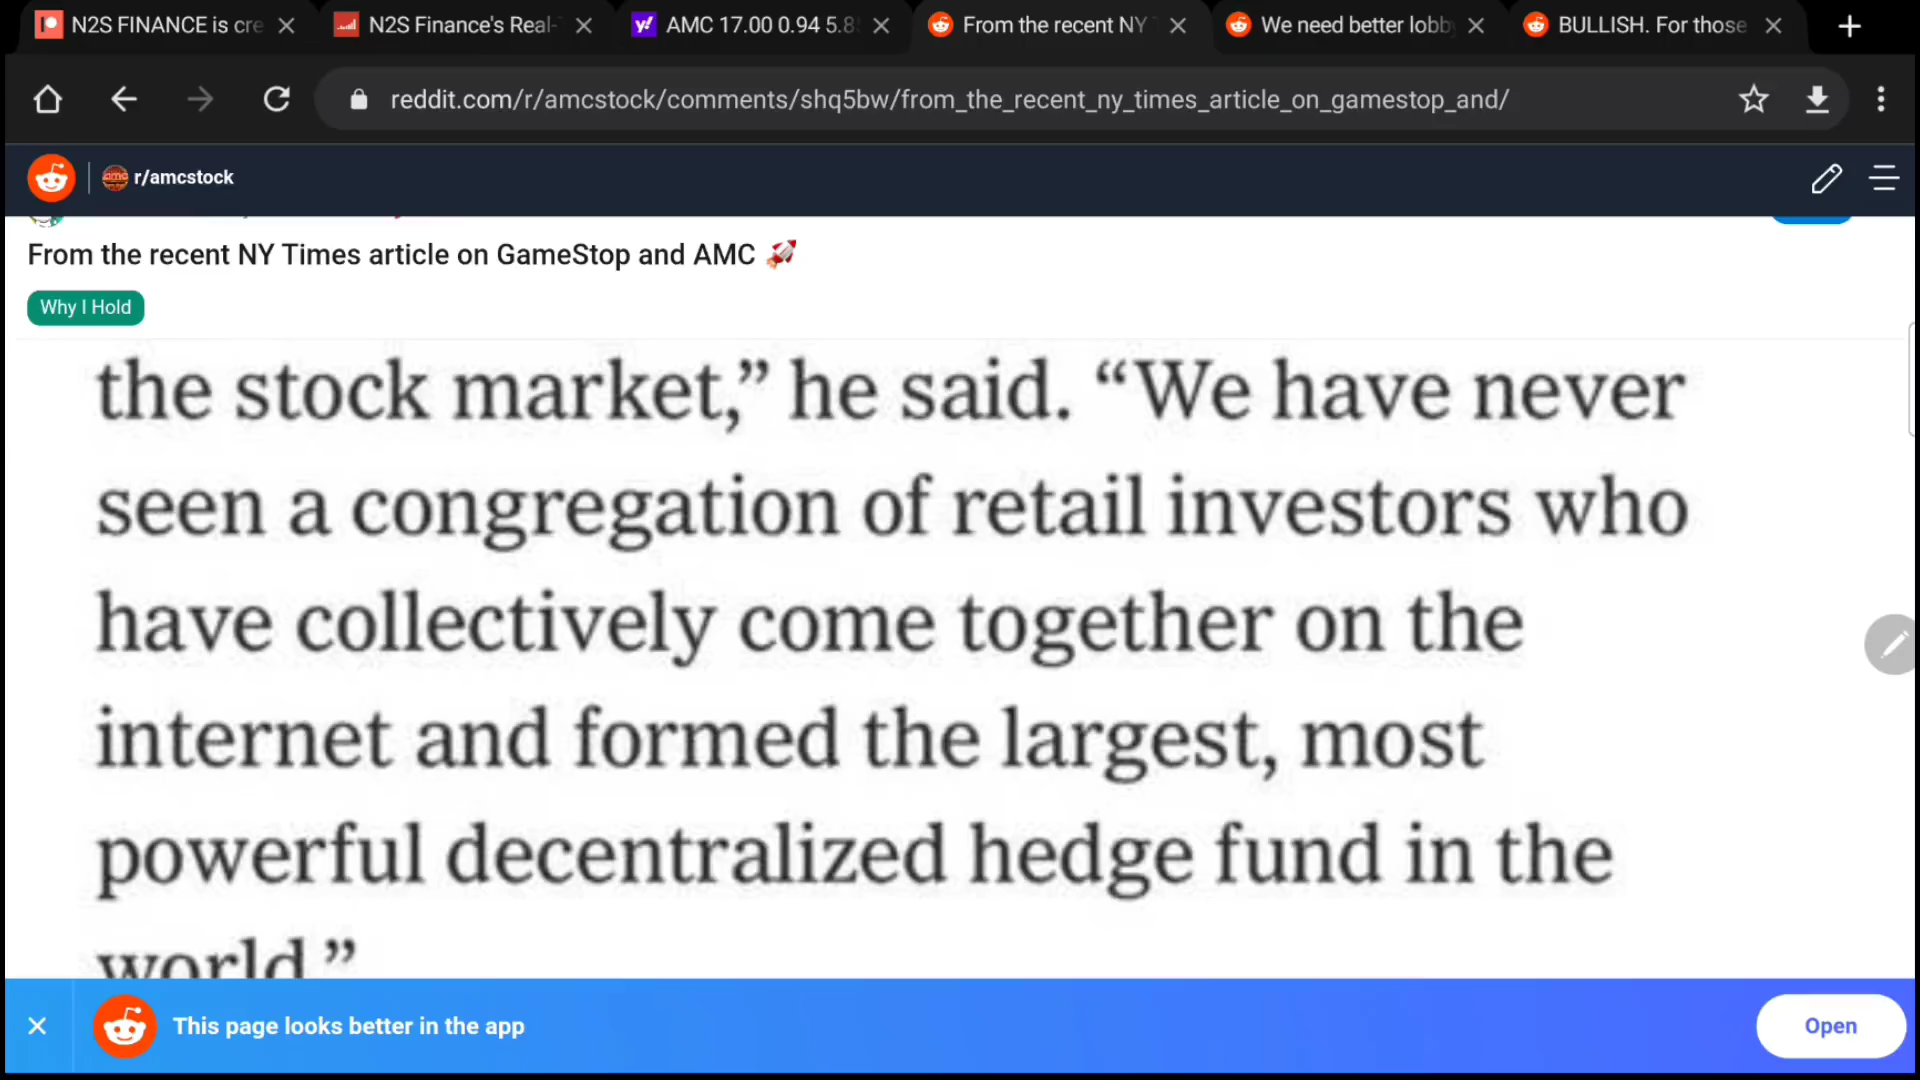 N2S FINANCE is cre
N2S Finance's Real-
AMC 17.00 0.94 5.8
From the recent NY
We need better lobb
BULLISH. For those
reddit.com/r/amcstock/comments/shq5bw/from_the_recent_ny_times_article_on_gamestop_and/
r/amcstock
From the recent NY Times article on GameStop and AMC 🚀
Why I Hold
the stock market,” he said. “We have never
seen a congregation of retail investors who
have collectively come together on the
internet and formed the largest, most
powerful decentralized hedge fund in the
world.”
This page looks better in the app
Open